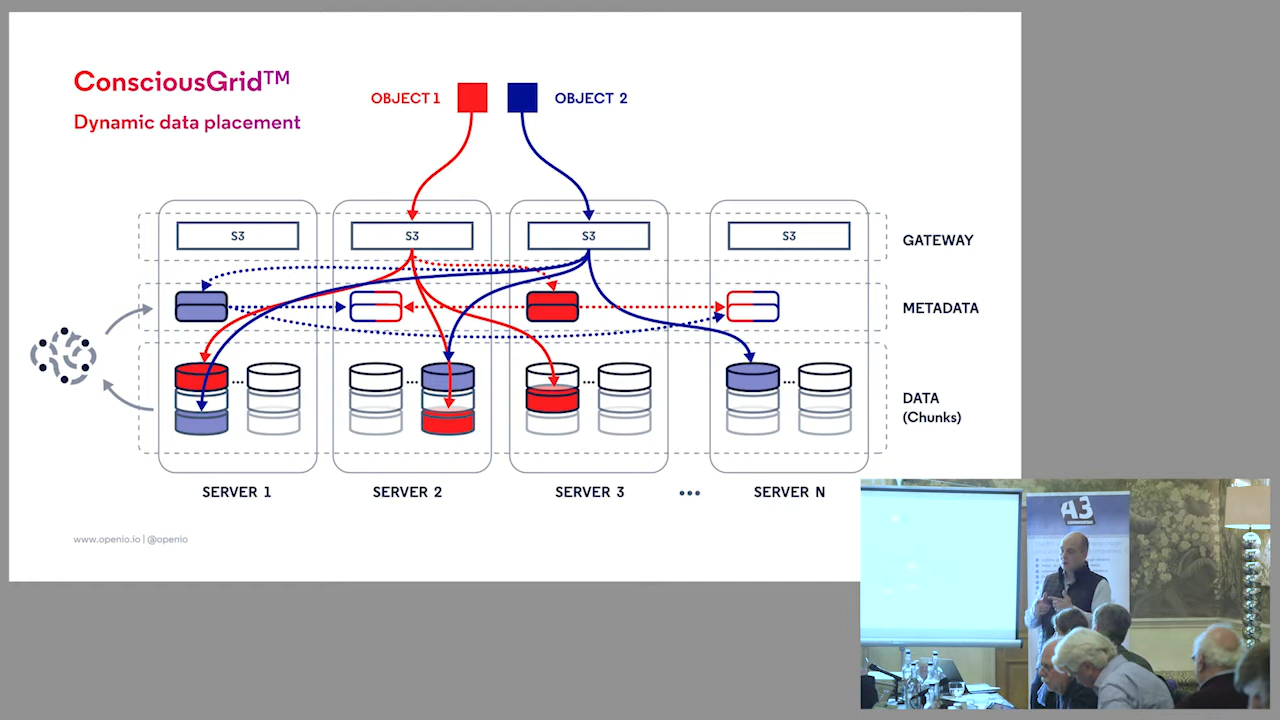 ConsciousGrid™
Dynamic data placement
OBJECT 1
OBJECT 2
S3
S3
S3
S3
GATEWAY
METADATA
DATA
(Chunks)
SERVER 1
SERVER 2
SERVER 3
SERVER N
www.openio.io | @openio
A3